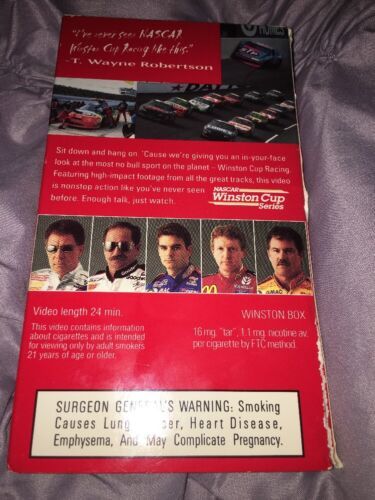 HOMES
"I've never seen NASCAR
Winston Cup Racing like this."
- T. Wayne Robertson
Sit down and hang on 'Cause we're giving you an in-your-face
look at the most no bull sport on the planet - Winston Cup Racing.
Featuring high-impact footage from all the great tracks, this video
is nonstop action like you've never seen
before. Enough talk, just watch.
NASCAR
Winston Cup
Series
Video length 24 min.
WINSTON BOX
This video contains information
about cigarettes and is intended
for viewing only by adult smokers
21 years of age or older.
16 mg. "tar", 1.1 mg. nicotine av.
per cigarette by FTC method.
SURGEON GENERAL'S WARNING: Smoking
Causes Lung Cancer, Heart Disease,
Emphysema, And May Complicate Pregnancy.